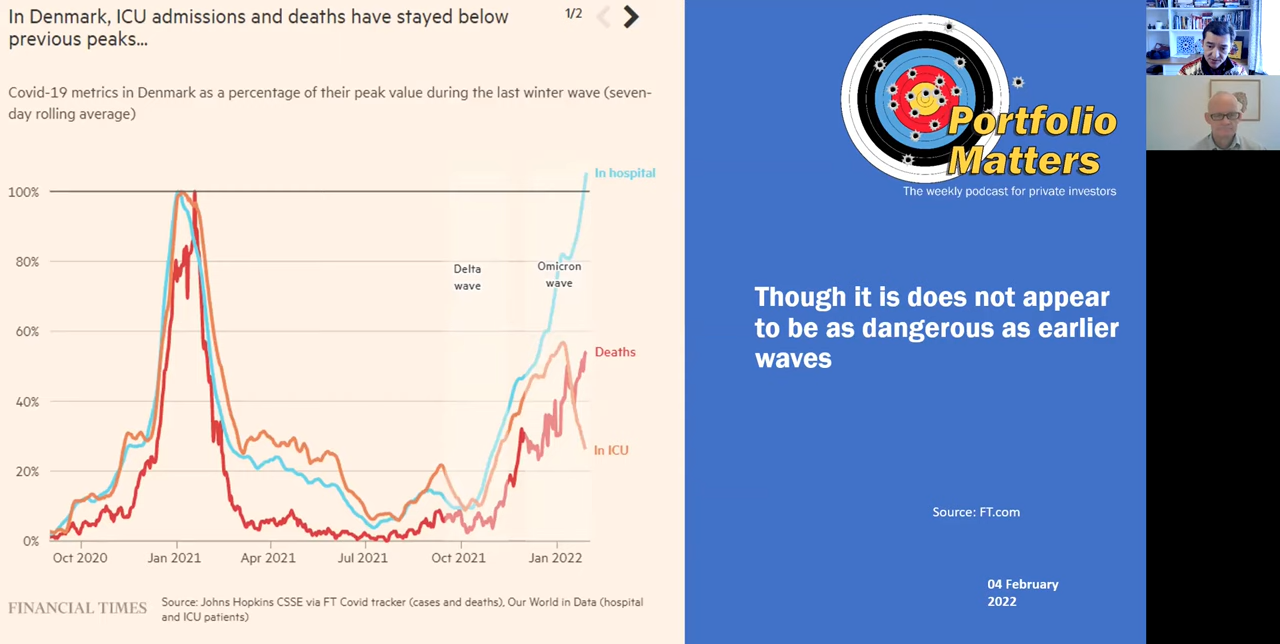 In Denmark, ICU admissions and deaths have stayed below
previous peaks...
1/2
Covid-19 metrics in Denmark as a percentage of their peak value during the last winter wave (seven-
day rolling average)
In hospital
100%
80%
Delta
wave
Omicron
wave
60%
Deaths
40%
In ICU
20%
0%
Oct 2020
Jan 2021
Apr 2021
Jul 2021
Oct 2021
Jan 2022
FINANCIAL TIMES
Source: Johns Hopkins CSSE via FT Covid tracker (cases and deaths), Our World in Data (hospital
and ICU patients)
Portfolio
Matters
The weekly podcast for private investors
Though it is does not appear
to be as dangerous as earlier
waves
Source: FT.com
04 February
2022